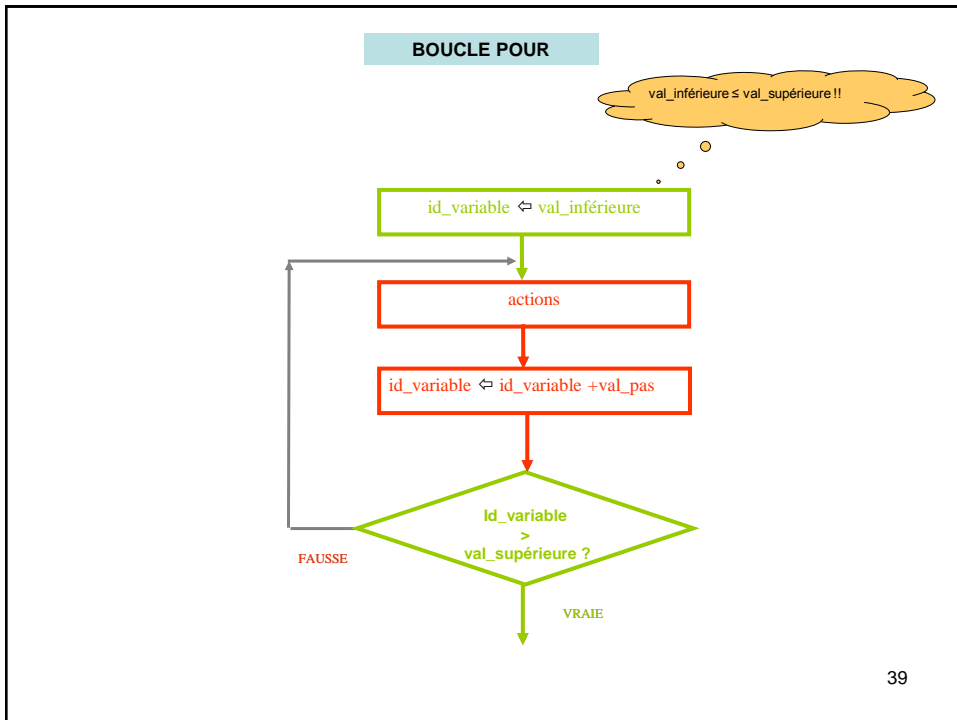 BOUCLE POUR
val_inférieure ≤ val_supérieure !!
id_variable ⇦ val_inférieure
actions
id_variable ⇦ id_variable +val_pas
Id_variable
>
val_supérieure ?
FAUSSE
VRAIE
39